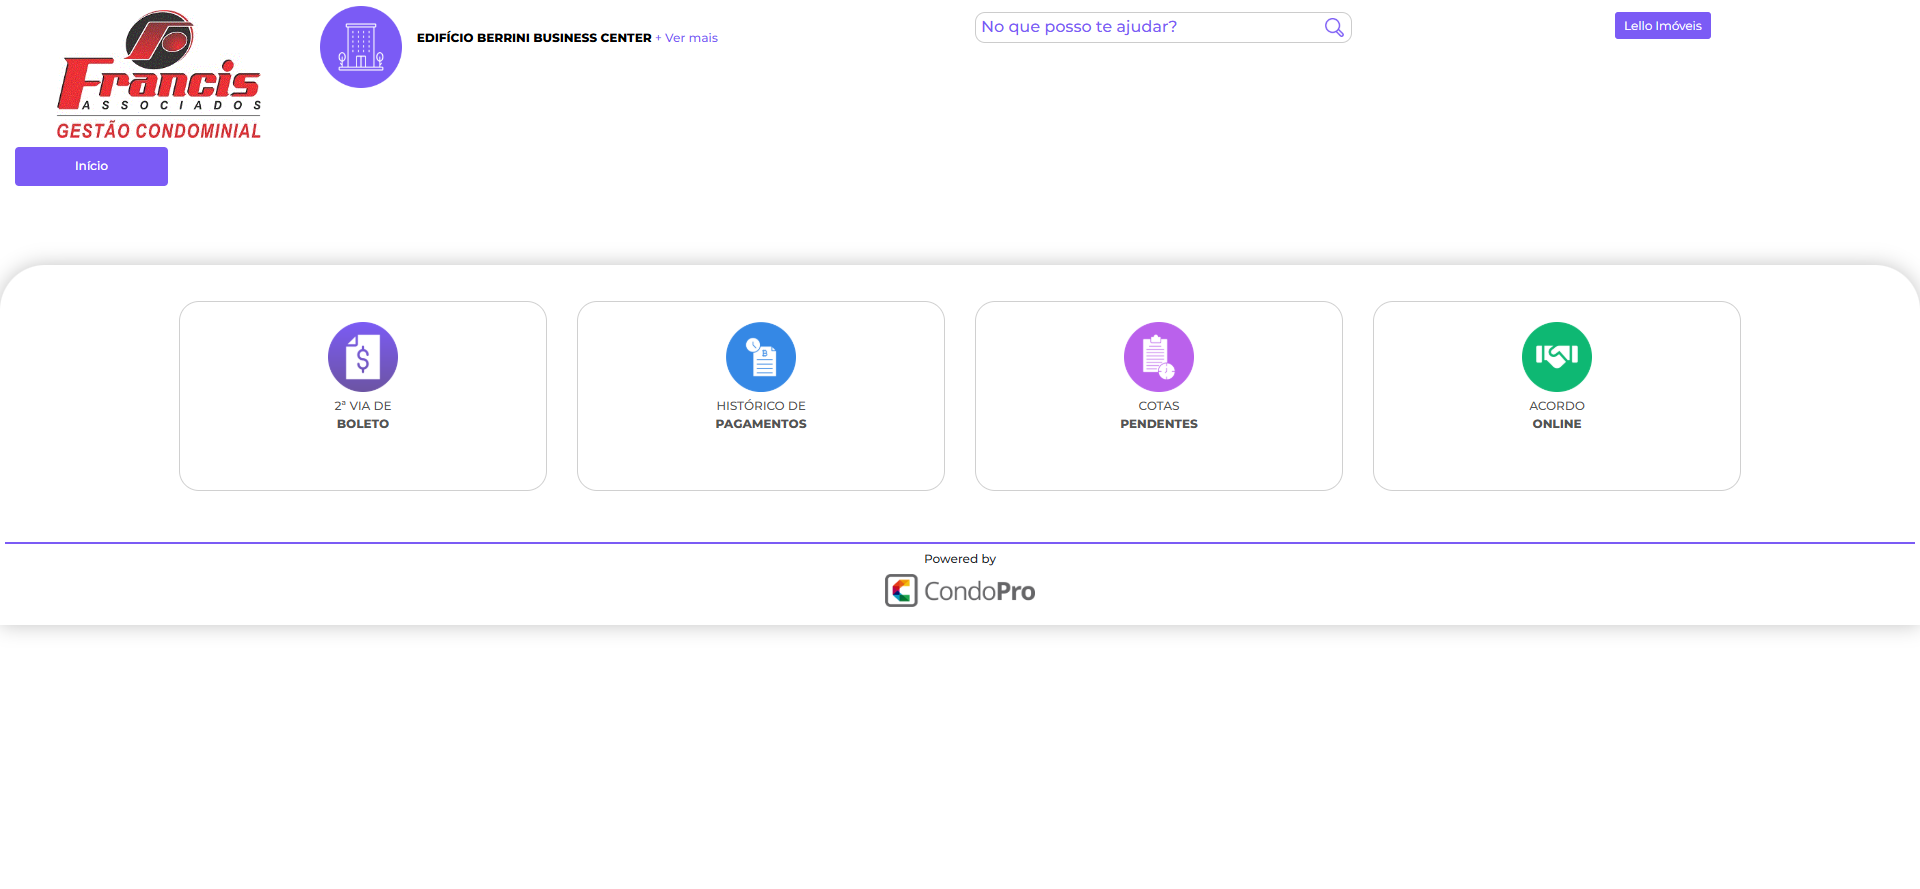 Francis
ASSOCIADOS
GESTÃO CONDOMINIAL
EDIFÍCIO BERRINI BUSINESS CENTER + Ver mais
No que posso te ajudar?
Lello Imóveis
Início
2ª VIA DE
BOLETO
HISTÓRICO DE
PAGAMENTOS
COTAS
PENDENTES
ACORDO
ONLINE
Powered by
CondoPro